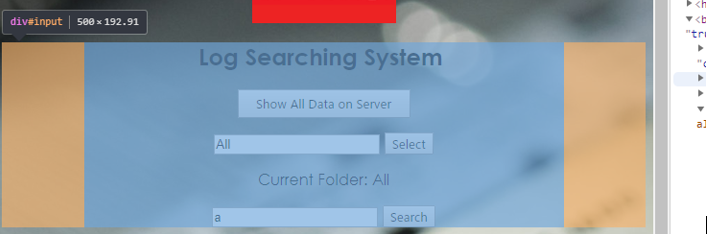 div#input | 500 × 192.91
Log Searching System
Show All Data on Server
All Select
Current Folder: All
a Search